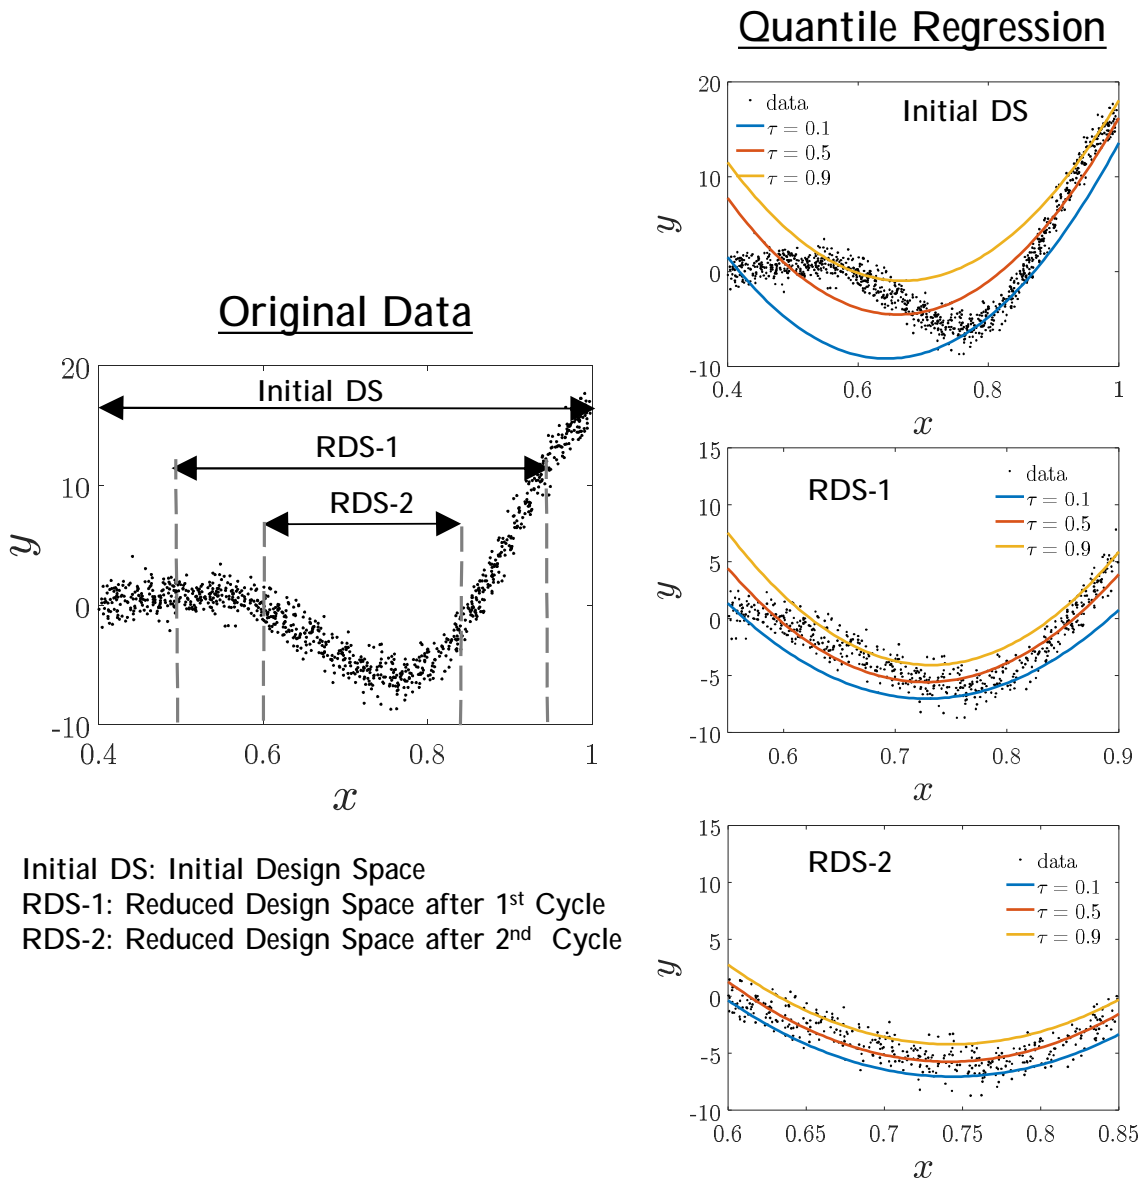 Quantile Regression
20
10
0
-10
y
data
τ = 0.1
τ = 0.5
τ = 0.9
Initial DS
0.4
0.6
0.8
1
x
Original Data
20
10
0
-10
y
Initial DS
RDS-1
RDS-2
0.4
0.6
0.8
1
x
15
10
5
0
-5
-10
y
RDS-1
data
τ = 0.1
τ = 0.5
τ = 0.9
0.6
0.7
0.8
0.9
x
Initial DS: Initial Design Space
RDS-1: Reduced Design Space after 1st Cycle
RDS-2: Reduced Design Space after 2nd Cycle
15
10
5
0
-5
-10
y
RDS-2
data
τ = 0.1
τ = 0.5
τ = 0.9
0.6
0.65
0.7
0.75
0.8
0.85
x